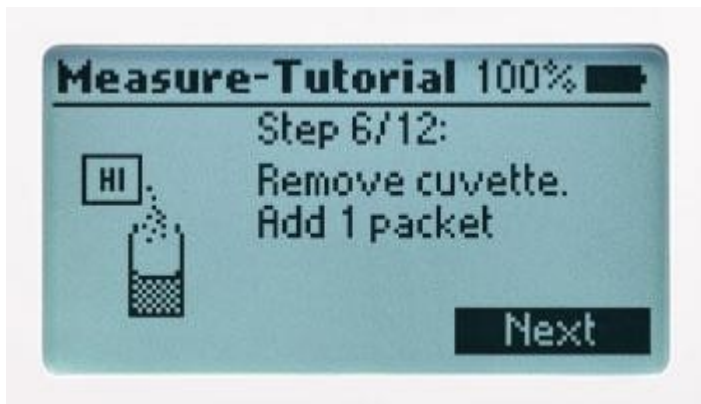 Measure-Tutorial 100%
Step 6/12:
HI
Remove cuvette.
Add 1 packet
Next